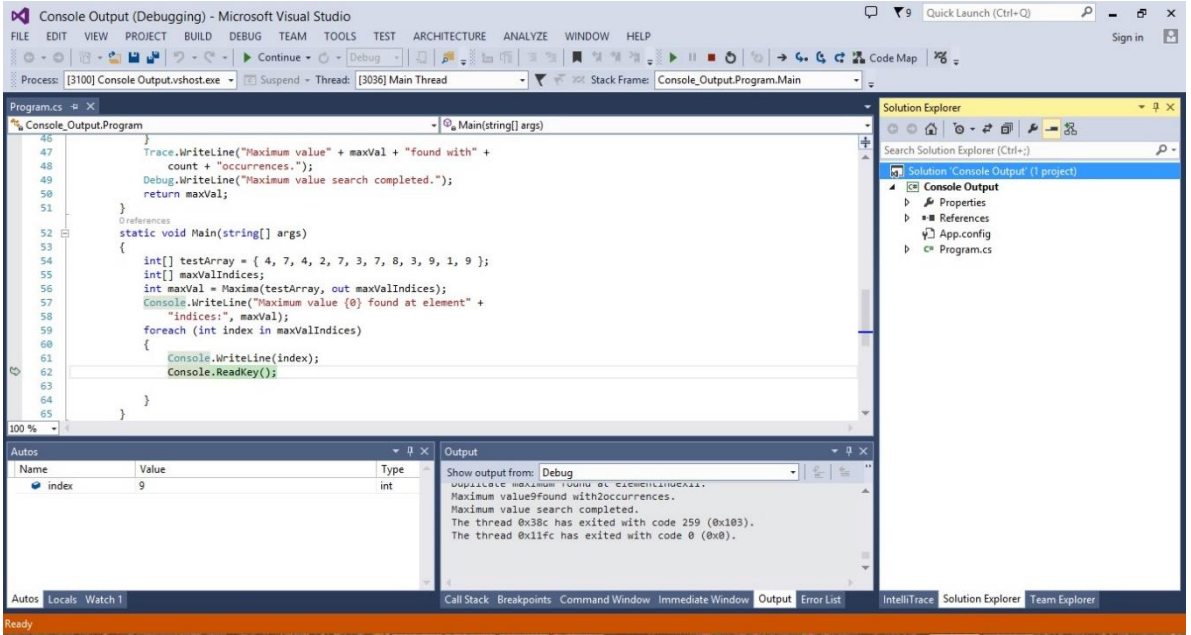 Console Output (Debugging) - Microsoft Visual Studio
9 Quick Launch (Ctrl+Q)
FILE EDIT VIEW PROJECT BUILD DEBUG TEAM TOOLS TEST ARCHITECTURE ANALYZE WINDOW HELP
Sign in
Continue Debug Code Map
Process: [3100] Console Output.vshost.exe Suspend Thread: [3036] Main Thread Stack Frame: Console_Output.Program.Main
Program.cs
Console_Output.Program Main(string[] args)
46 }
47 Trace.WriteLine("Maximum value" + maxVal + "found with" +
48 count + "occurrences.");
49 Debug.WriteLine("Maximum value search completed.");
50 return maxVal;
51 }
0 references
52 static void Main(string[] args)
53 {
54 int[] testArray = { 4, 7, 4, 2, 7, 3, 7, 8, 3, 9, 1, 9 };
55 int[] maxValIndices;
56 int maxVal = Maxima(testArray, out maxValIndices);
57 Console.WriteLine("Maximum value {0} found at element" +
58 "indices:", maxVal);
59 foreach (int index in maxValIndices)
60 {
61 Console.WriteLine(index);
62 Console.ReadKey();
63
64 }
65 }
100 %
Solution Explorer
Search Solution Explorer (Ctrl+;)
Solution 'Console Output' (1 project)
C# Console Output
Properties
References
App.config
C# Program.cs
Autos
Name Value Type
index 9 int
Autos Locals Watch 1
Output
Show output from: Debug
Duplicate maximum found at elementindex11.
Maximum value9found with2occurrences.
Maximum value search completed.
The thread 0x38c has exited with code 259 (0x103).
The thread 0x11fc has exited with code 0 (0x0).
Call Stack Breakpoints Command Window Immediate Window Output Error List
IntelliTrace Solution Explorer Team Explorer
Ready